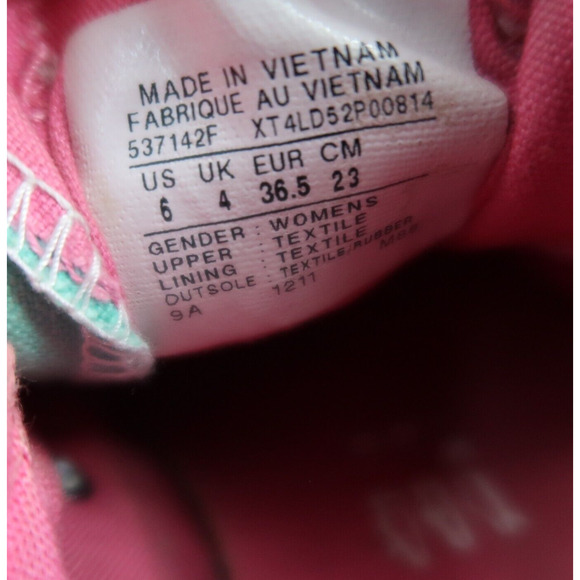 MADE IN VIETNAM
FABRIQUE AU VIETNAM
537142F XT4LD52P00814
US UK EUR CM
6 4 36.5 23
GENDER : WOMENS
UPPER : TEXTILE
LINING : TEXTILE
OUTSOLE : TEXTILE/RUBBER
9A 1211